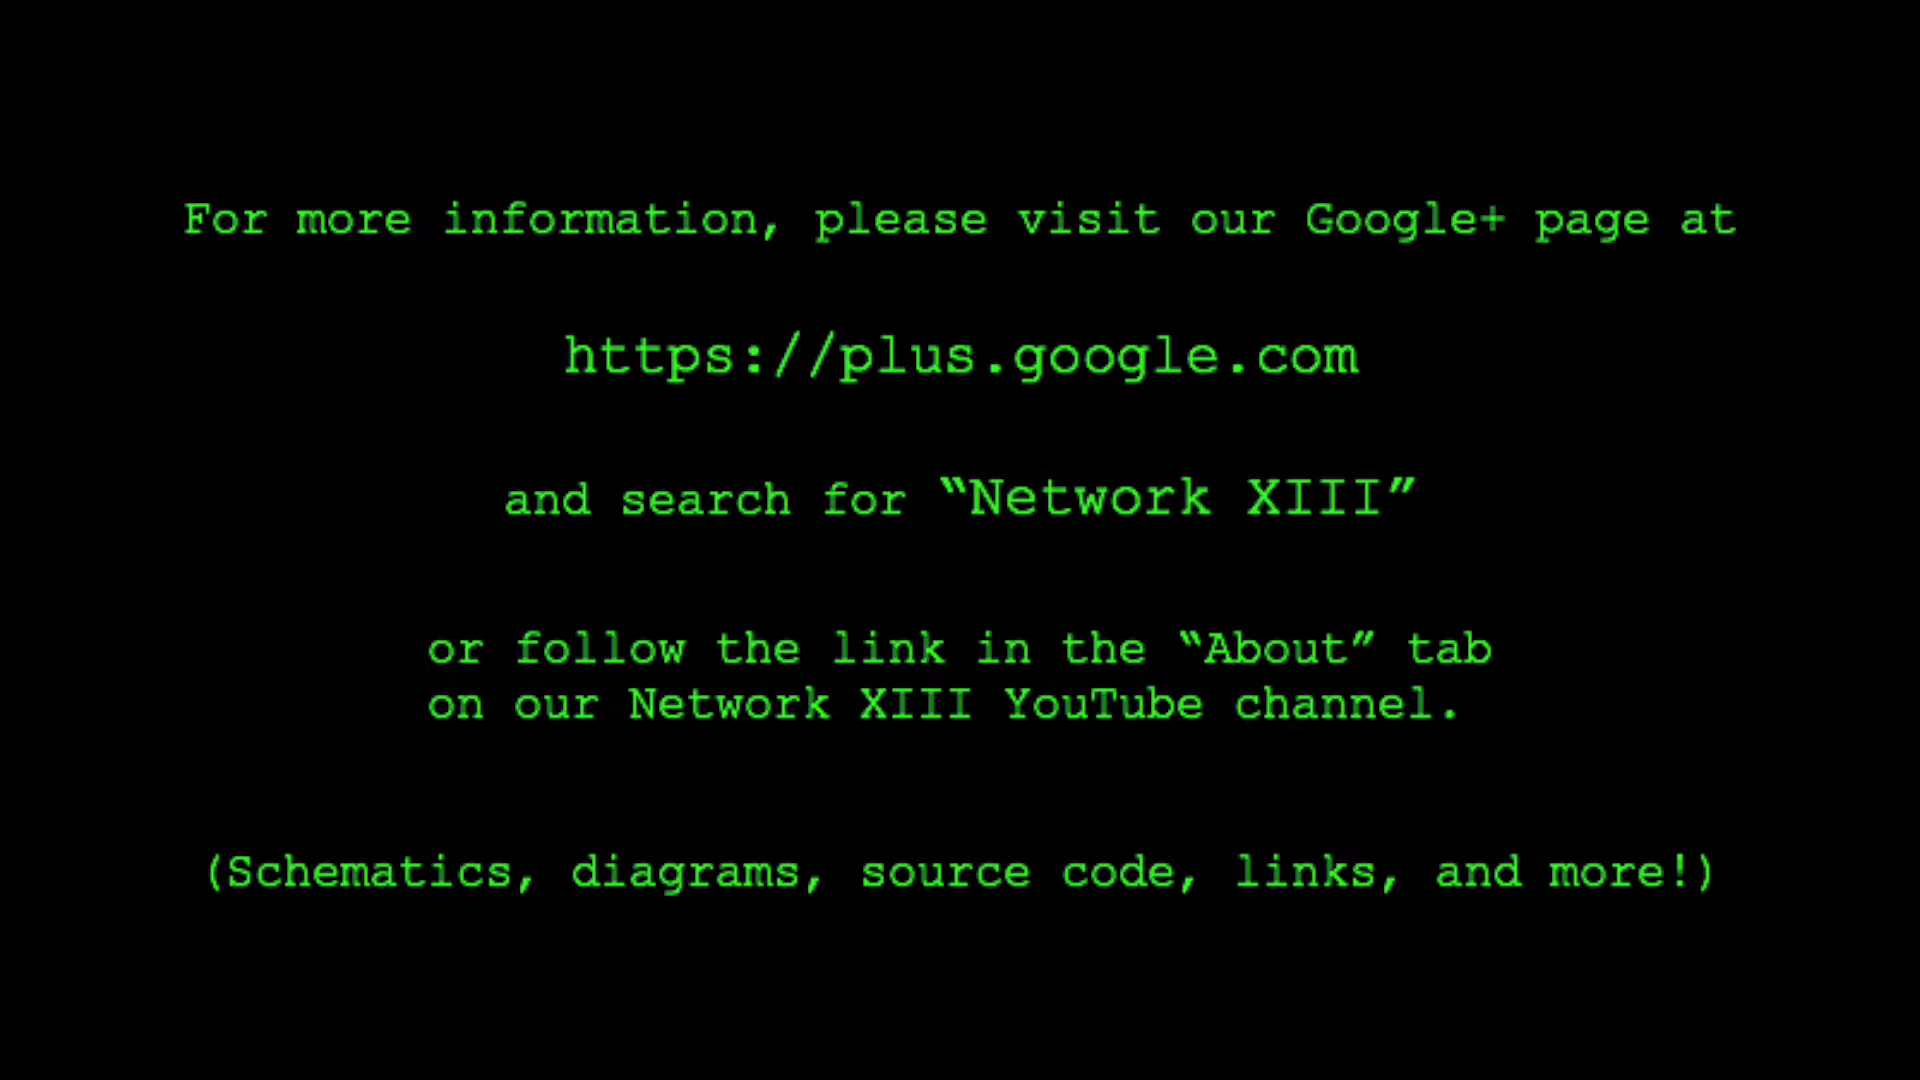 For more information, please visit our Google+ page at
https://plus.google.com
and search for “Network XIII”
or follow the link in the “About” tab
on our Network XIII YouTube channel.
(Schematics, diagrams, source code, links, and more!)